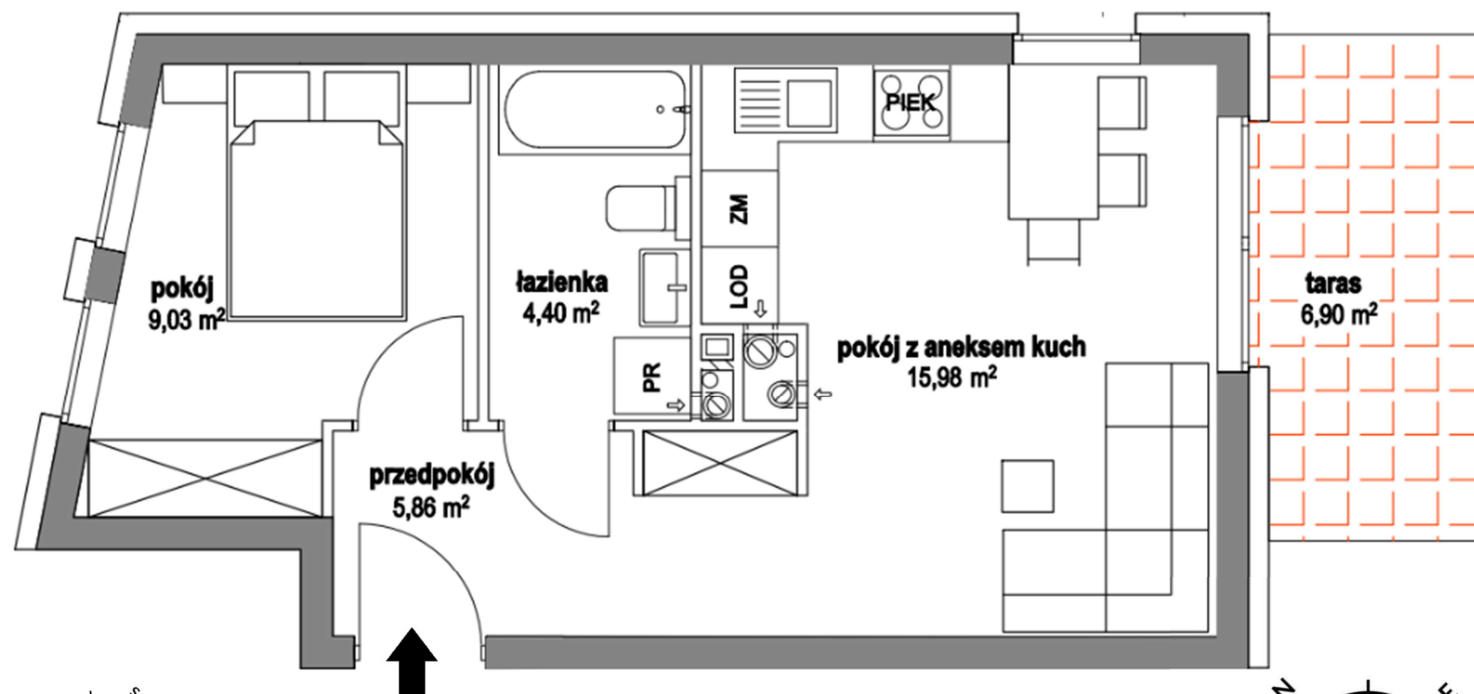 PIEK
ZM
LOD
pokój
9,03 m²
łazienka
4,40 m²
taras
6,90 m²
pokój z aneksem kuch
15,98 m²
PR
przedpokój
5,86 m²
N
E